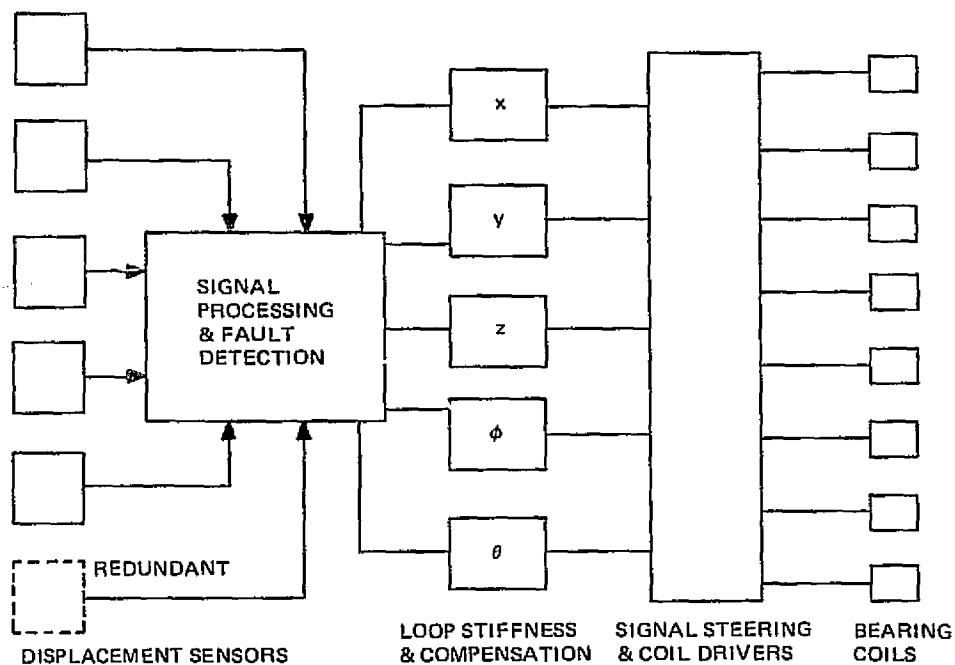 x
y
SIGNAL
PROCESSING
& FAULT
DETECTION
z
φ
θ
REDUNDANT
DISPLACEMENT SENSORS
LOOP STIFFNESS
& COMPENSATION
SIGNAL STEERING
& COIL DRIVERS
BEARING
COILS